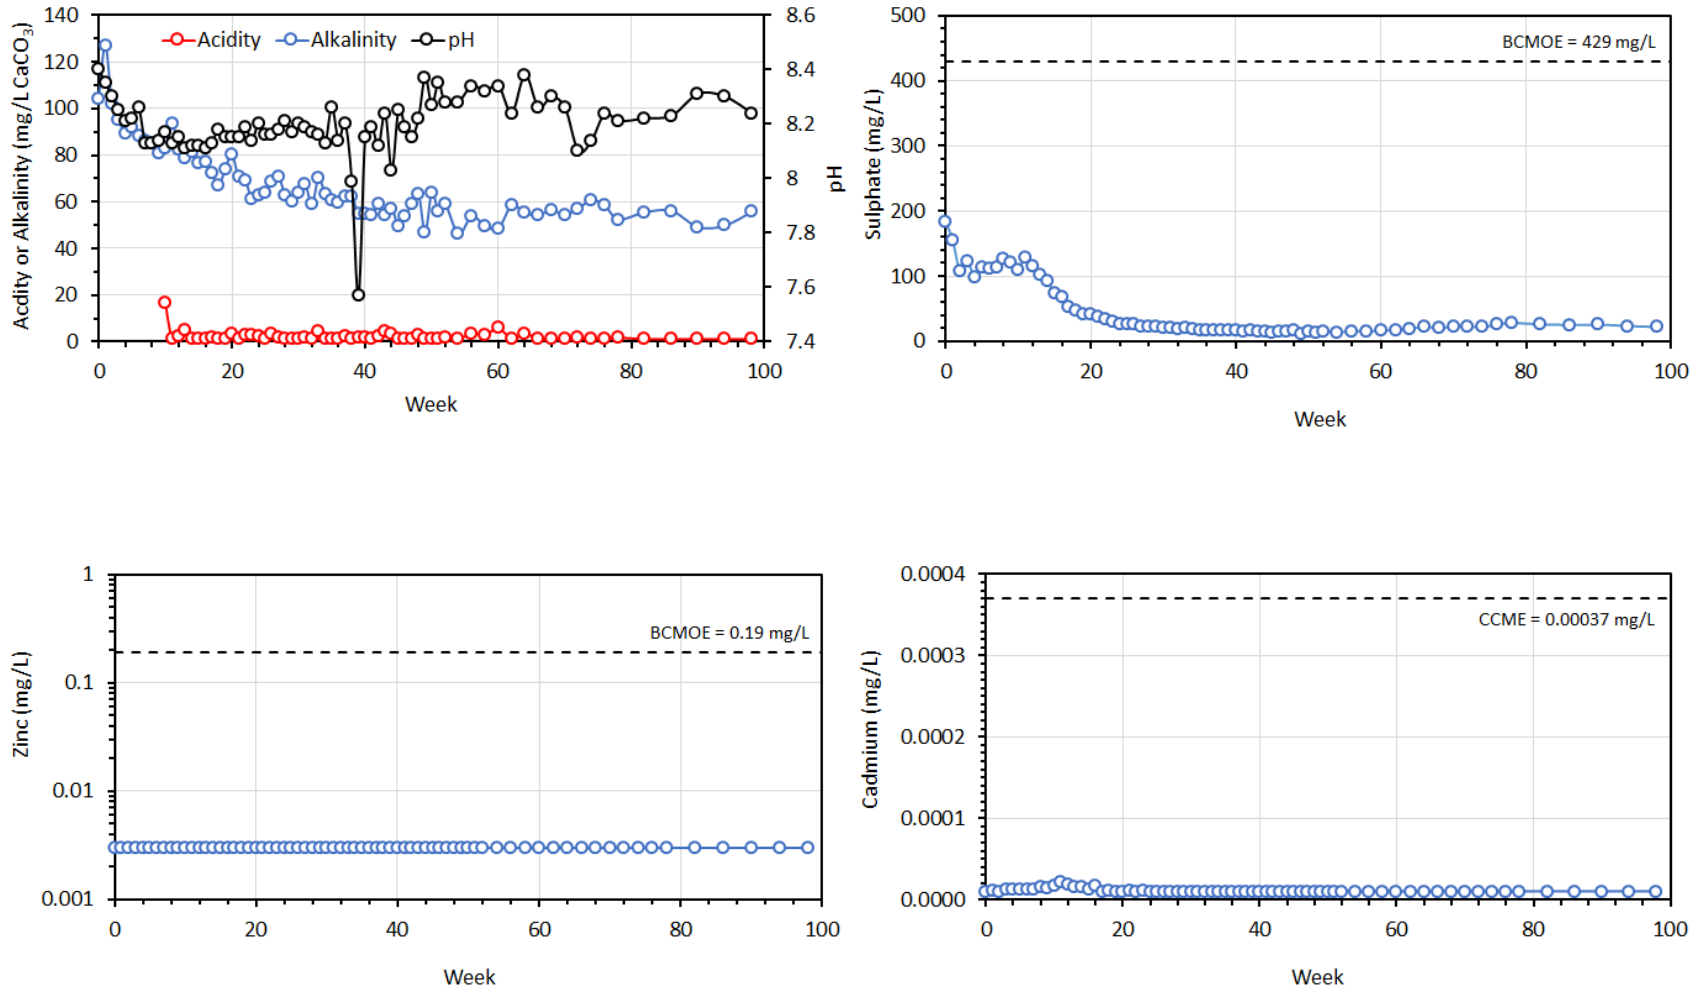 Acdity or Alkalinity (mg/L CaCO3)
140
120
100
80
60
40
20
0
Acidity
Alkalinity
pH
8.6
8.4
8.2
8
7.8
7.6
7.4
pH
0 20 40 60 80 100
Week
Sulphate (mg/L)
500
400
300
200
100
0
BCMOE = 429 mg/L
0 20 40 60 80 100
Week
Zinc (mg/L)
1
0.1
0.01
0.001
BCMOE = 0.19 mg/L
0 20 40 60 80 100
Week
Cadmium (mg/L)
0.0004
0.0003
0.0002
0.0001
0.0000
CCME = 0.00037 mg/L
0 20 40 60 80 100
Week